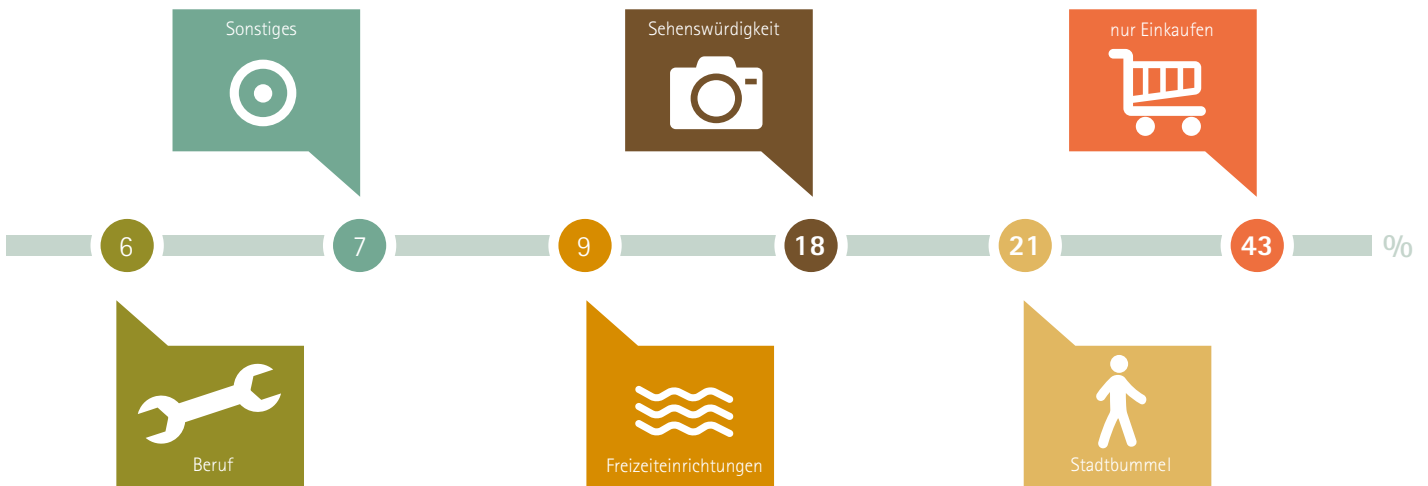 Sonstiges
Sehenswürdigkeit
nur Einkaufen
6
7
9
18
21
43
%
Beruf
Freizeiteinrichtungen
Stadtbummel